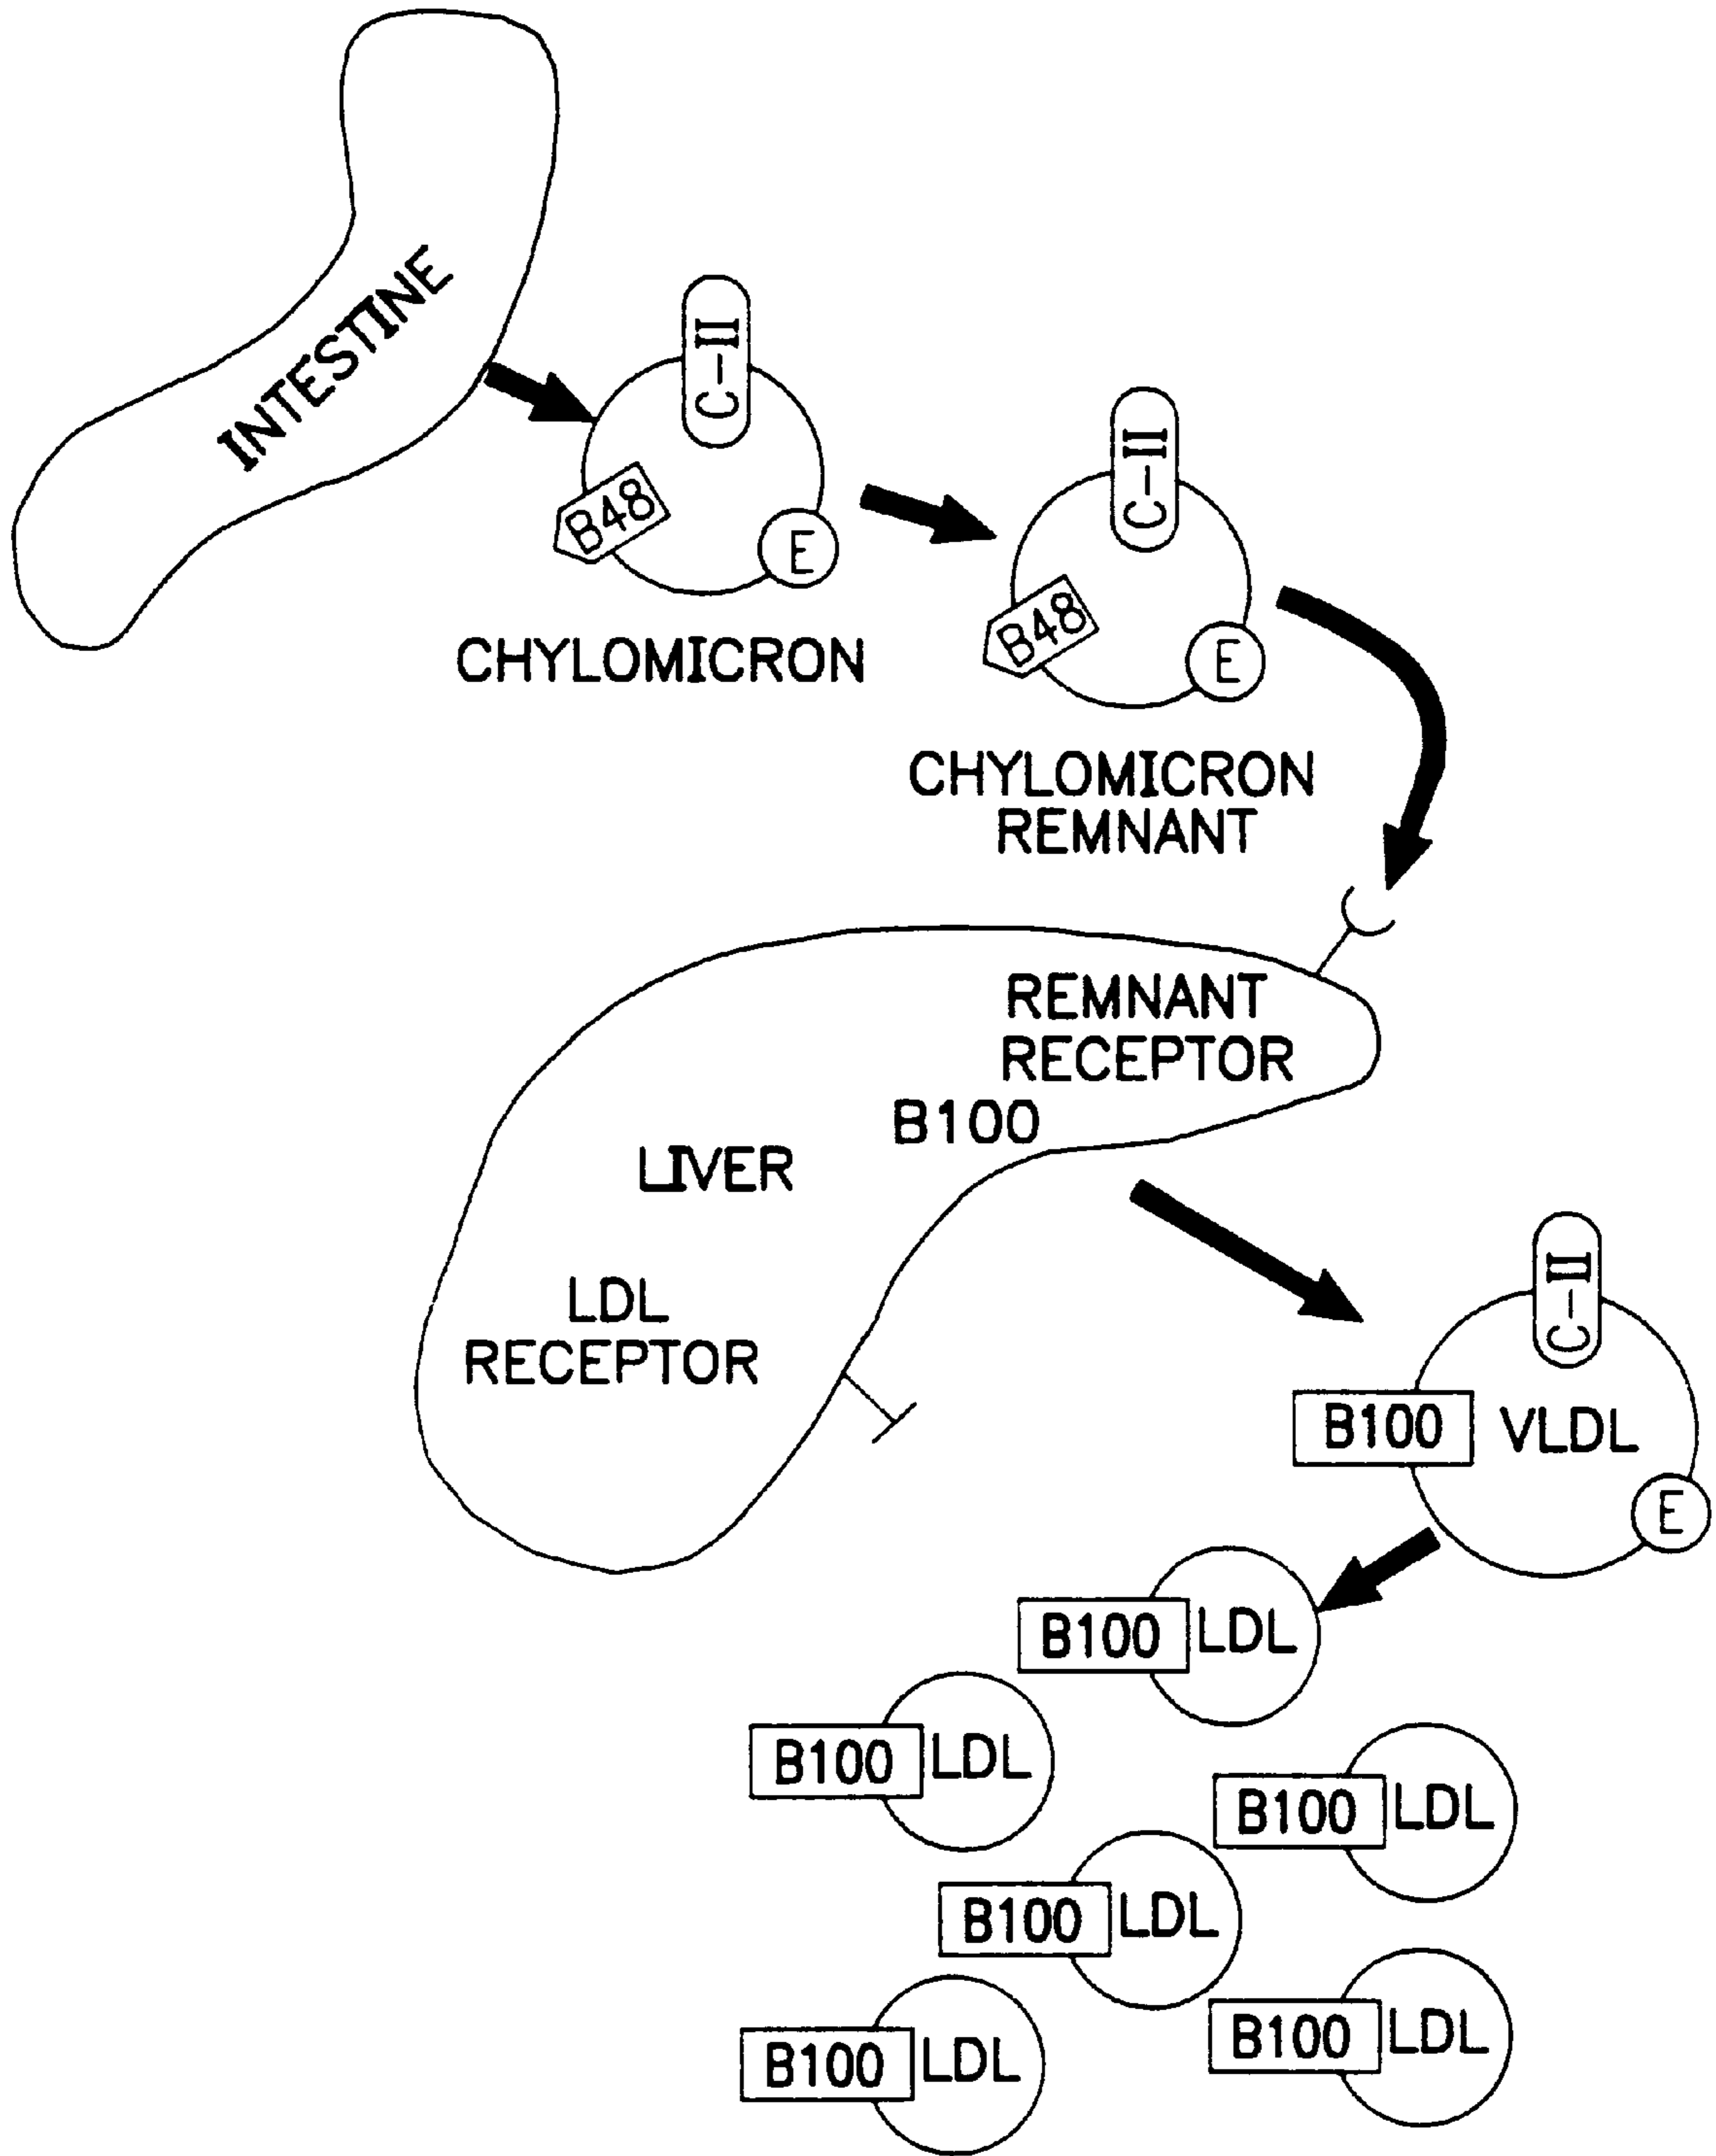 INTESTINE
C-II
B48
E
CHYLOMICRON
C-II
B48
E
CHYLOMICRON
REMNANT
REMNANT
RECEPTOR
B100
LIVER
LDL
RECEPTOR
C-II
B100 VLDL
E
B100 LDL
B100 LDL
B100 LDL
B100 LDL
B100 LDL
B100 LDL